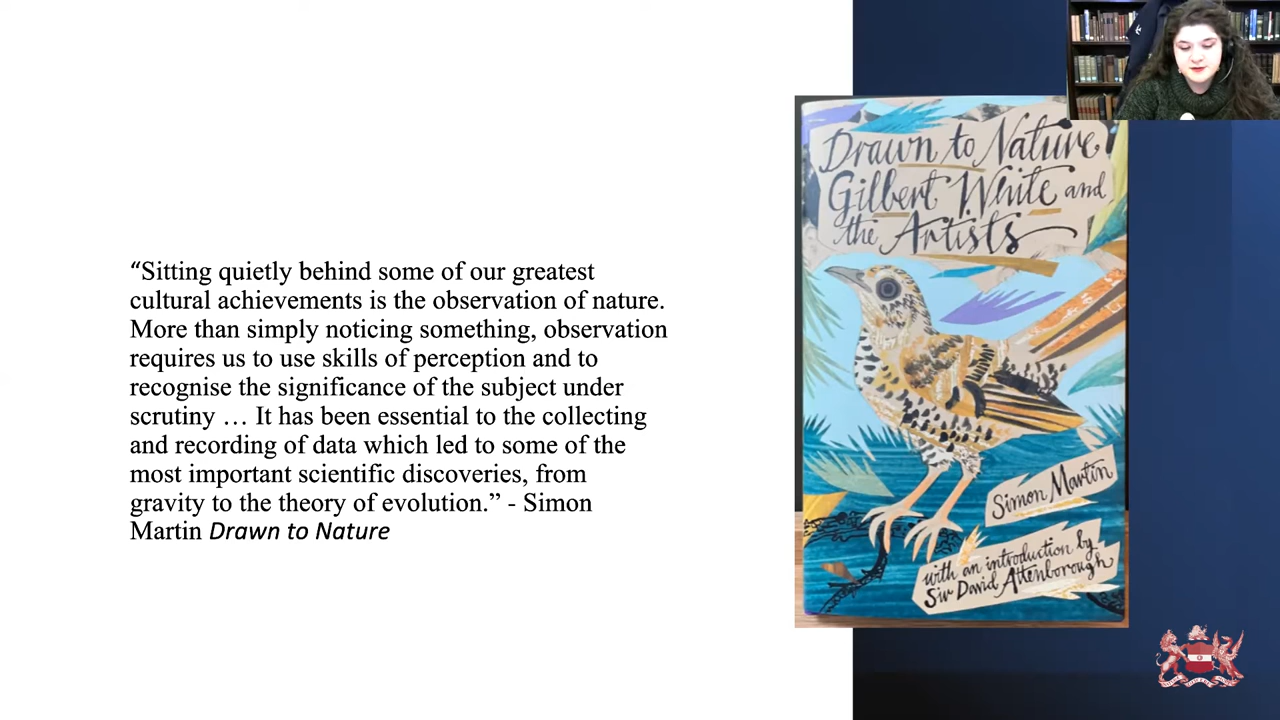 “Sitting quietly behind some of our greatest
cultural achievements is the observation of nature.
More than simply noticing something, observation
requires us to use skills of perception and to
recognise the significance of the subject under
scrutiny … It has been essential to the collecting
and recording of data which led to some of the
most important scientific discoveries, from
gravity to the theory of evolution.” - Simon
Martin Drawn to Nature
Drawn to Nature
Gilbert White and
the Artists
Simon Martin
with an introduction by
Sir David Attenborough